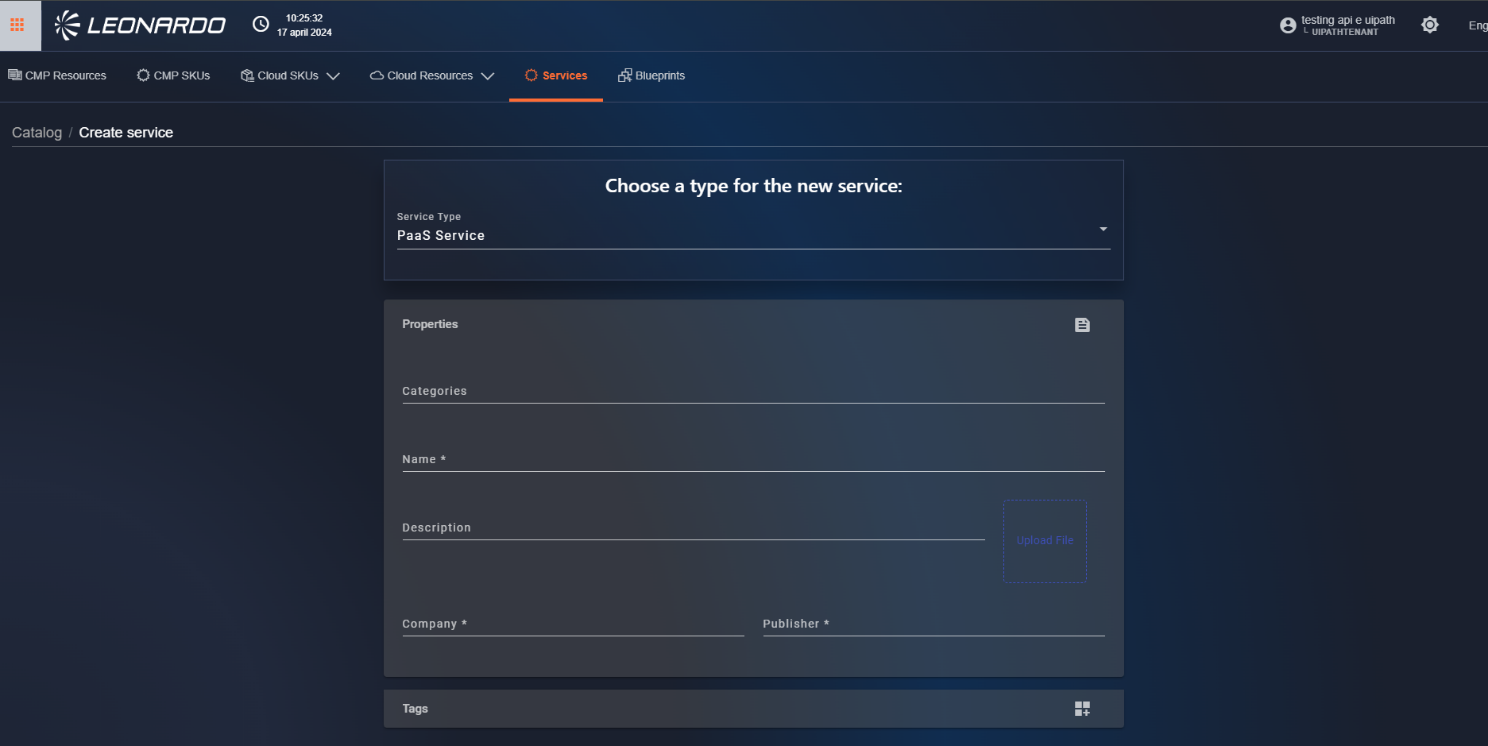 LEONARDO
10:25:32
17 april 2024
testing api e uipath
└ UIPATHTENANT
Eng
CMP Resources
CMP SKUs
Cloud SKUs
Cloud Resources
Services
Blueprints
Catalog / Create service
Choose a type for the new service:
Service Type
PaaS Service
Properties
Categories
Name *
Description
Upload File
Company *
Publisher *
Tags